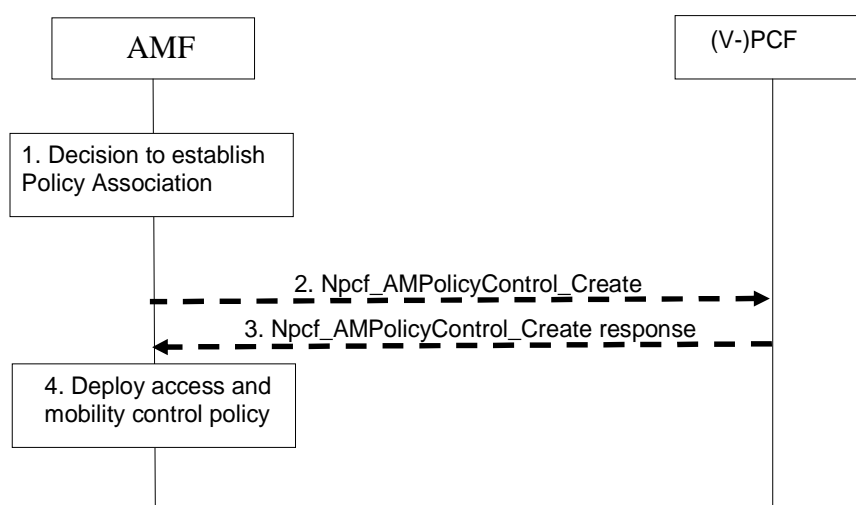 AMF
(V-)PCF
1. Decision to establish
Policy Association
2. Npcf_AMPolicyControl_Create
3. Npcf_AMPolicyControl_Create response
4. Deploy access and
mobility control policy